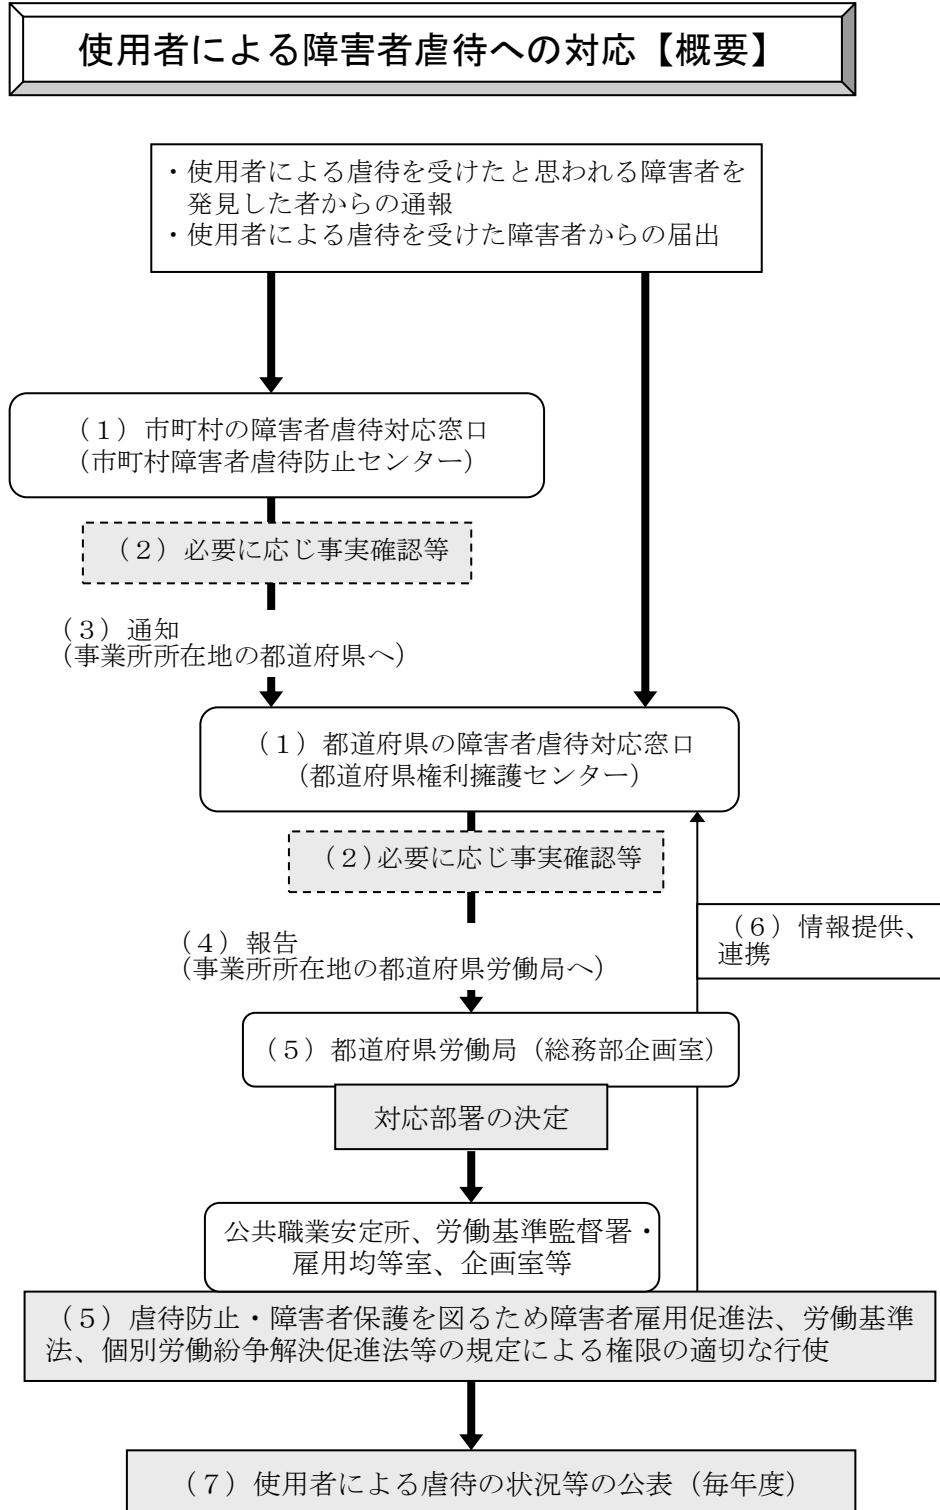 使用者による障害者虐待への対応【概要】
・使用者による虐待を受けたと思われる障害者を
発見した者からの通報
・使用者による虐待を受けた障害者からの届出
（１）市町村の障害者虐待対応窓口
（市町村障害者虐待防止センター）
（２）必要に応じ事実確認等
（３）通知
（事業所所在地の都道府県へ）
（１）都道府県の障害者虐待対応窓口
（都道府県権利擁護センター）
（２）必要に応じ事実確認等
（６）情報提供、
連携
（４）報告
（事業所所在地の都道府県労働局へ）
（５）都道府県労働局（総務部企画室）
対応部署の決定
公共職業安定所、労働基準監督署・
雇用均等室、企画室等
（５）虐待防止・障害者保護を図るため障害者雇用促進法、労働基準
法、個別労働紛争解決促進法等の規定による権限の適切な行使
（７）使用者による虐待の状況等の公表（毎年度）